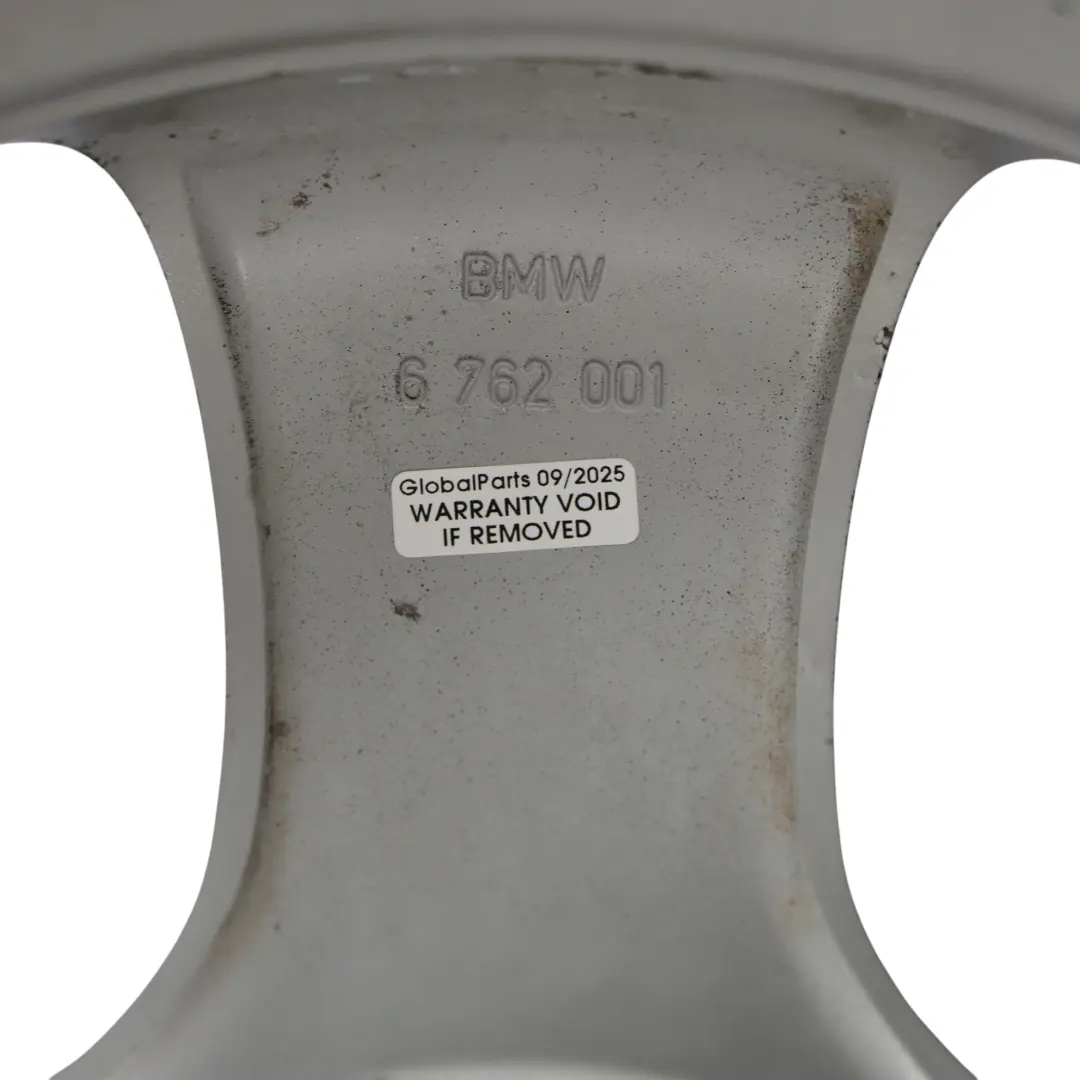 BMW
6 762 001
GlobalParts 09/2025
WARRANTY VOID
IF REMOVED